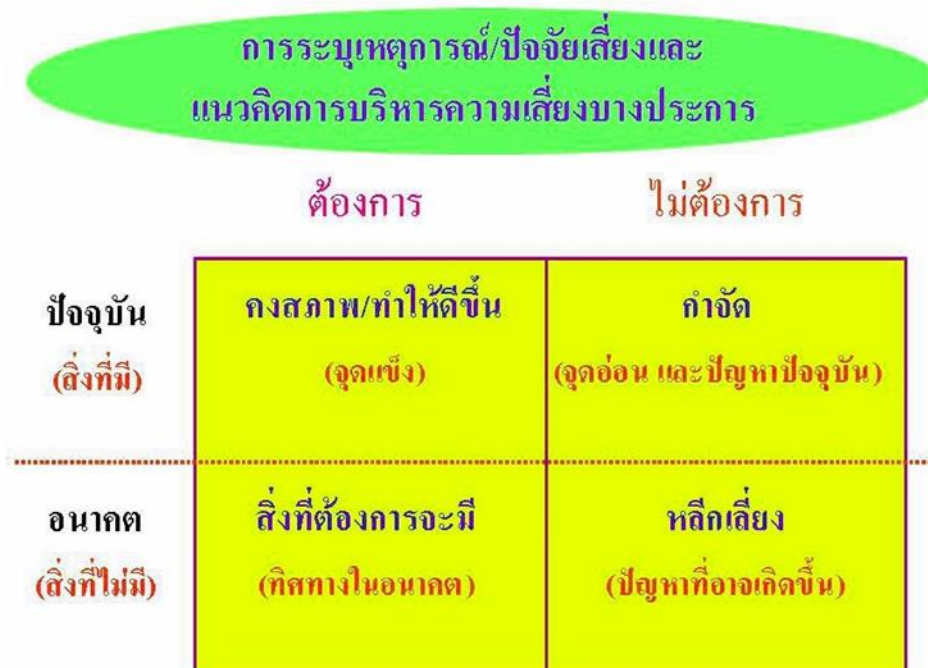 การระบุเหตุการณ์/ปัจจัยเสี่ยงและ
แนวคิดการบริหารความเสี่ยงบางประการ
ต้องการ
ไม่ต้องการ
ปัจจุบัน
(สิ่งที่มี)
คงสภาพ/ทำให้ดีขึ้น
(จุดแข็ง)
กำจัด
(จุดอ่อน และปัญหาปัจจุบัน)
อนาคต
(สิ่งที่ไม่มี)
สิ่งที่ต้องการจะมี
(ทิศทางในอนาคต)
หลีกเลี่ยง
(ปัญหาที่อาจเกิดขึ้น)